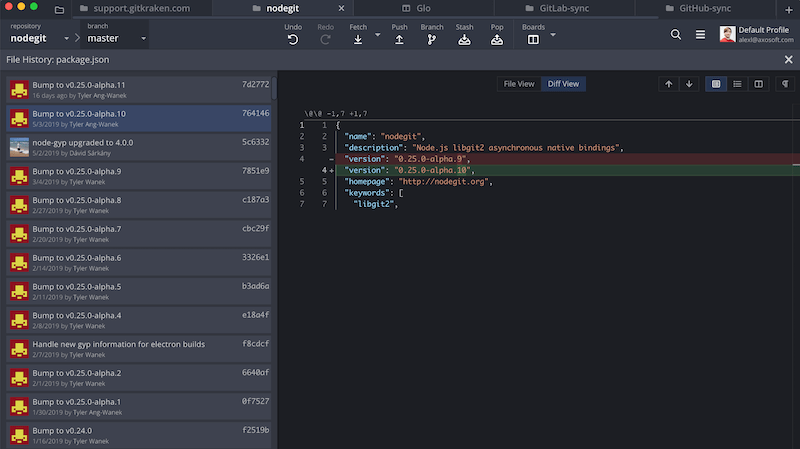 support.gitkraken.com
nodegit
Glo
GitLab-sync
GitHub-sync
repository
nodegit
branch
master
Undo
Redo
Fetch
Push
Branch
Stash
Pop
Boards
Default Profile
alexl@axosoft.com
File History: package.json
Bump to v0.25.0-alpha.11 7d2772
16 days ago by Tyler Ang-Wanek
Bump to v0.25.0-alpha.10 764146
5/3/2019 by Tyler Ang-Wanek
node-gyp upgraded to 4.0.0 5c6332
5/2/2019 by Dávid Sárkány
Bump to v0.25.0-alpha.9 7851e9
3/4/2019 by Tyler Ang-Wanek
Bump to v0.25.0-alpha.8 c187a3
2/27/2019 by Tyler Wanek
Bump to v0.25.0-alpha.7 cbc29f
2/20/2019 by Tyler Wanek
Bump to v0.25.0-alpha.6 3326e1
2/14/2019 by Tyler Wanek
Bump to v0.25.0-alpha.5 b3ad6a
2/11/2019 by Tyler Wanek
Bump to v0.25.0-alpha.4 e18a4f
2/8/2019 by Tyler Wanek
Handle new gyp information for electron builds f8cdcf
2/7/2019 by Tyler Wanek
Bump to v0.25.0-alpha.2 6640af
2/1/2019 by Tyler Wanek
Bump to v0.25.0-alpha.1 0f7527
1/30/2019 by Tyler Ang-Wanek
Bump to v0.24.0 f2519b
1/16/2019 by Tyler Wanek
File View
Diff View
\@\@ -1,7 +1,7
1 1 {
2 2 "name": "nodegit",
3 3 "description": "Node.js libgit2 asynchronous native bindings",
4 - "version": "0.25.0-alpha.9",
4 + "version": "0.25.0-alpha.10",
5 5 "homepage": "http://nodegit.org",
6 6 "keywords": [
7 7 "libgit2",